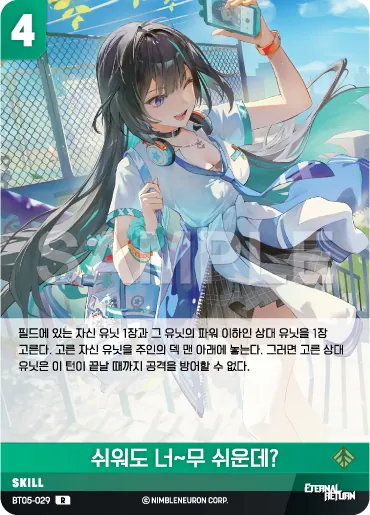 4
SAMPLE
필드에 있는 자신 유닛 1장과 그 유닛의 파워 이하인 상대 유닛을 1장
고른다. 고른 자신 유닛을 주인의 덱 맨 아래에 놓는다. 그러면 고른 상대
유닛은 이 턴이 끝날 때까지 공격을 방어할 수 없다.
쉬워도 너~무 쉬운데?
SKILL
BT05-029 R
© NIMBLENEURON CORP.
ETERNAL
RETURN